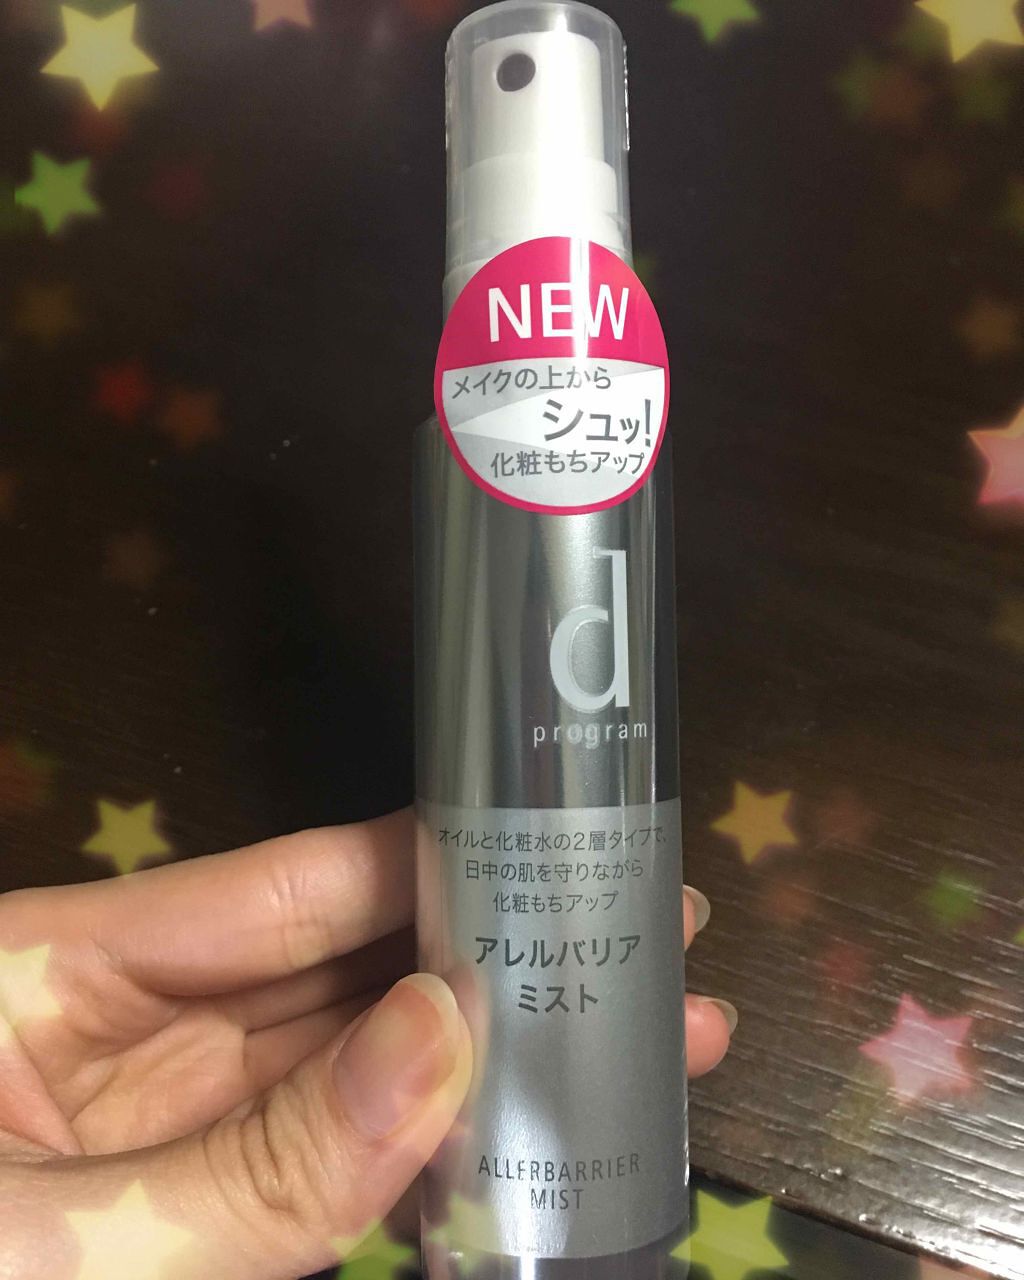 NEW
メイクの上から
シュッ!
化粧もちアップ
d
program
オイルと化粧水の2層タイプで、
日中の肌を守りながら
化粧もちアップ
アレルバリア
ミスト
ALLERBARRIER
MIST